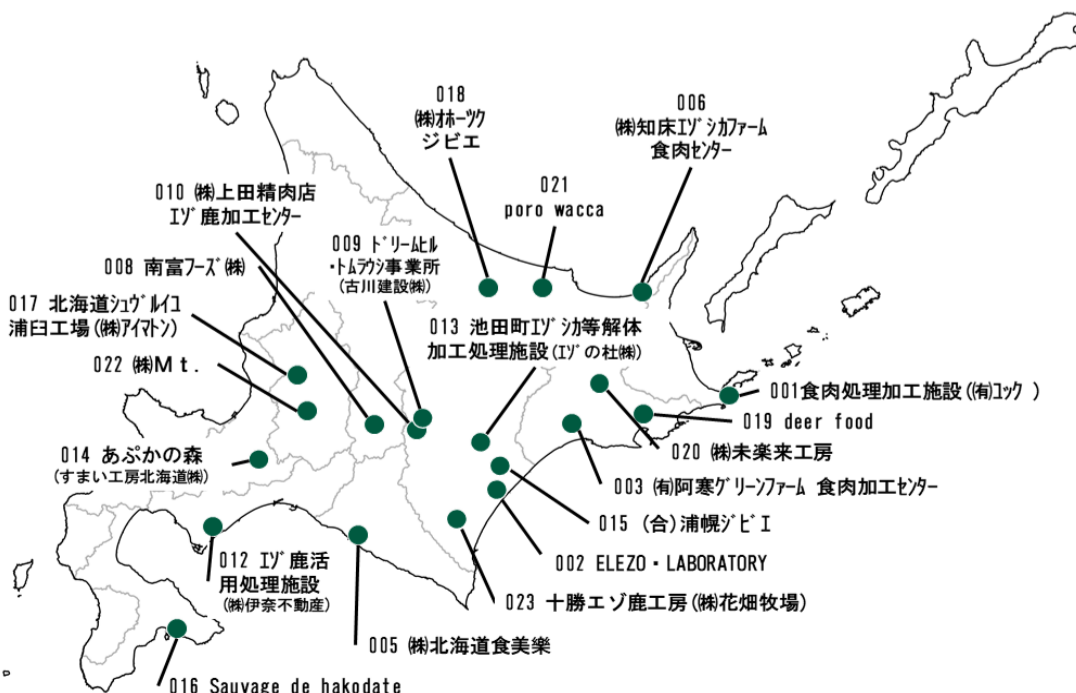 018
㈱ｵﾎｰﾂｸ
ジビエ
006
㈱知床ｴｿﾞｼｶﾌｧｰﾑ
食肉ｾﾝﾀｰ
021
poro wacca
010 ㈱上田精肉店
ｴｿﾞ鹿加工ｾﾝﾀｰ
009 ﾄﾞﾘｰﾑﾋﾙ
・ﾄﾑﾗｳｼ事業所
(古川建設㈱)
008 南富ﾌｰｽﾞ㈱
017 北海道ｼｭｳﾞﾙｲﾕ
浦臼工場(㈱ｱｲﾏﾄﾝ)
013 池田町ｴｿﾞｼｶ等解体
加工処理施設(ｴｿﾞの杜㈱)
022 ㈱Ｍｔ．
001食肉処理加工施設(㈲ﾕｯｸ )
019 deer food
020 ㈱未楽来工房
014 あぷかの森
(すまい工房北海道㈱)
003 ㈲阿寒ｸﾞﾘｰﾝﾌｧｰﾑ 食肉加工ｾﾝﾀｰ
015 (合)浦幌ｼﾞﾋﾞｴ
002 ELEZO・LABORATORY
012 ｴｿﾞ鹿活
用処理施設
(㈱伊奈不動産)
023 十勝エゾ鹿工房(㈱花畑牧場)
005 ㈱北海道食美樂
016 Sauvage de hakodate